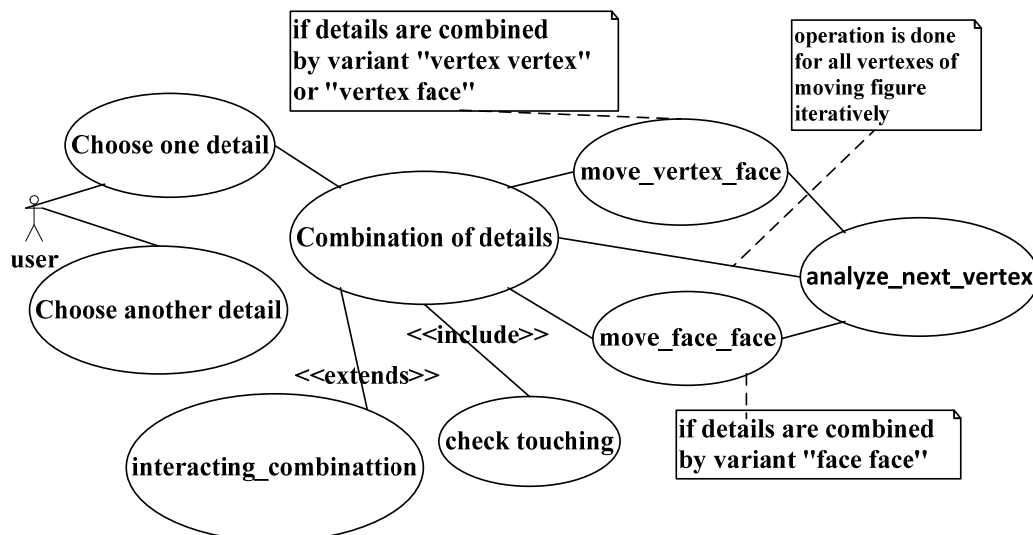 if details are combined
by variant "vertex vertex"
or "vertex face"
operation is done
for all vertexes of
moving figure
iteratively
Choose one detail
move_vertex_face
user
Combination of details
analyze_next_vertex
Choose another detail
<<include>>
move_face_face
<<extends>>
interacting_combinattion
check touching
if details are combined
by variant "face face"